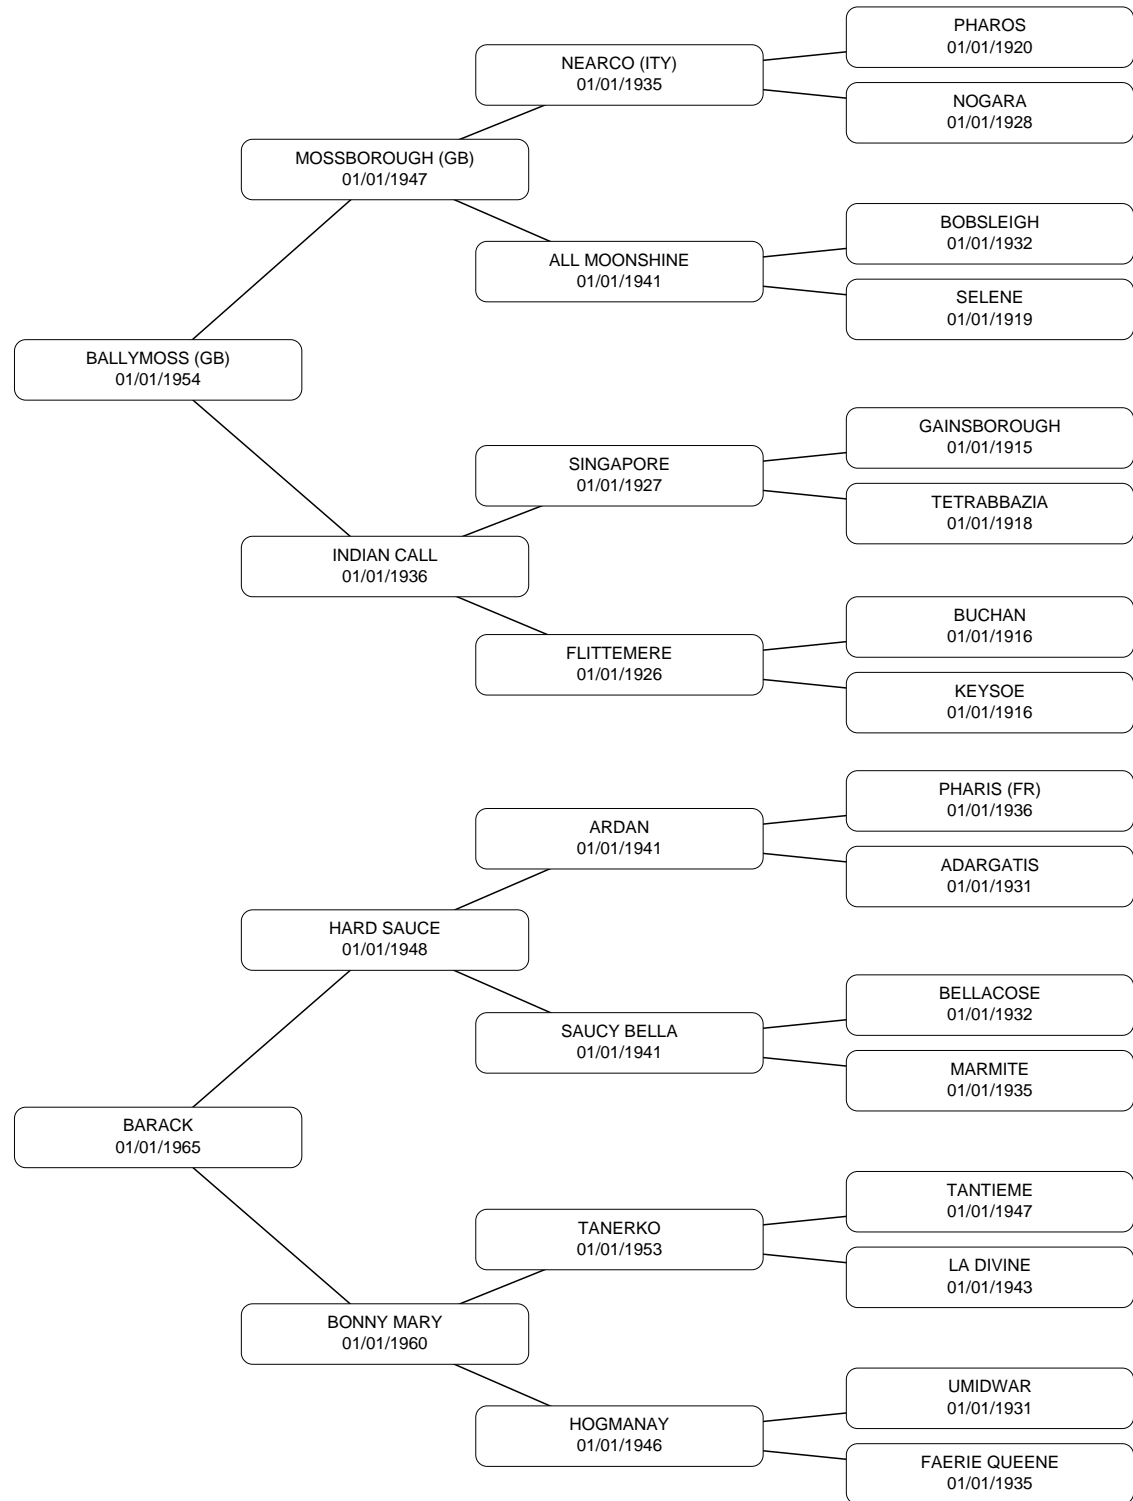 PHAROS
01/01/1920
NEARCO (ITY)
01/01/1935
NOGARA
01/01/1928
MOSSBOROUGH (GB)
01/01/1947
BOBSLEIGH
01/01/1932
ALL MOONSHINE
01/01/1941
SELENE
01/01/1919
BALLYMOSS (GB)
01/01/1954
GAINSBOROUGH
01/01/1915
SINGAPORE
01/01/1927
TETRABBAZIA
01/01/1918
INDIAN CALL
01/01/1936
BUCHAN
01/01/1916
FLITTEMERE
01/01/1926
KEYSOE
01/01/1916
PHARIS (FR)
01/01/1936
ARDAN
01/01/1941
ADARGATIS
01/01/1931
HARD SAUCE
01/01/1948
BELLACOSE
01/01/1932
SAUCY BELLA
01/01/1941
MARMITE
01/01/1935
BARACK
01/01/1965
TANTIEME
01/01/1947
TANERKO
01/01/1953
LA DIVINE
01/01/1943
BONNY MARY
01/01/1960
UMIDWAR
01/01/1931
HOGMANAY
01/01/1946
FAERIE QUEENE
01/01/1935